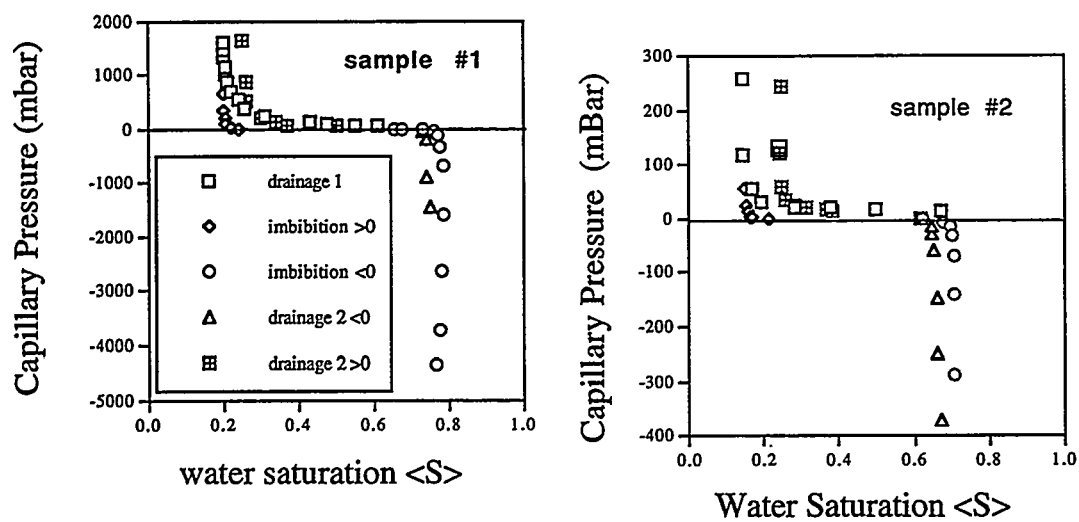 Capillary Pressure (mbar)
2000
1000
0
-1000
-2000
-3000
-4000
-5000
sample #1
drainage 1
imbibition >0
imbibition <0
drainage 2 <0
drainage 2 >0
0.0 0.2 0.4 0.6 0.8 1.0
water saturation <S>
Capillary Pressure (mBar)
300
200
100
0
-100
-200
-300
-400
sample #2
0.0 0.2 0.4 0.6 0.8 1.0
Water Saturation <S>